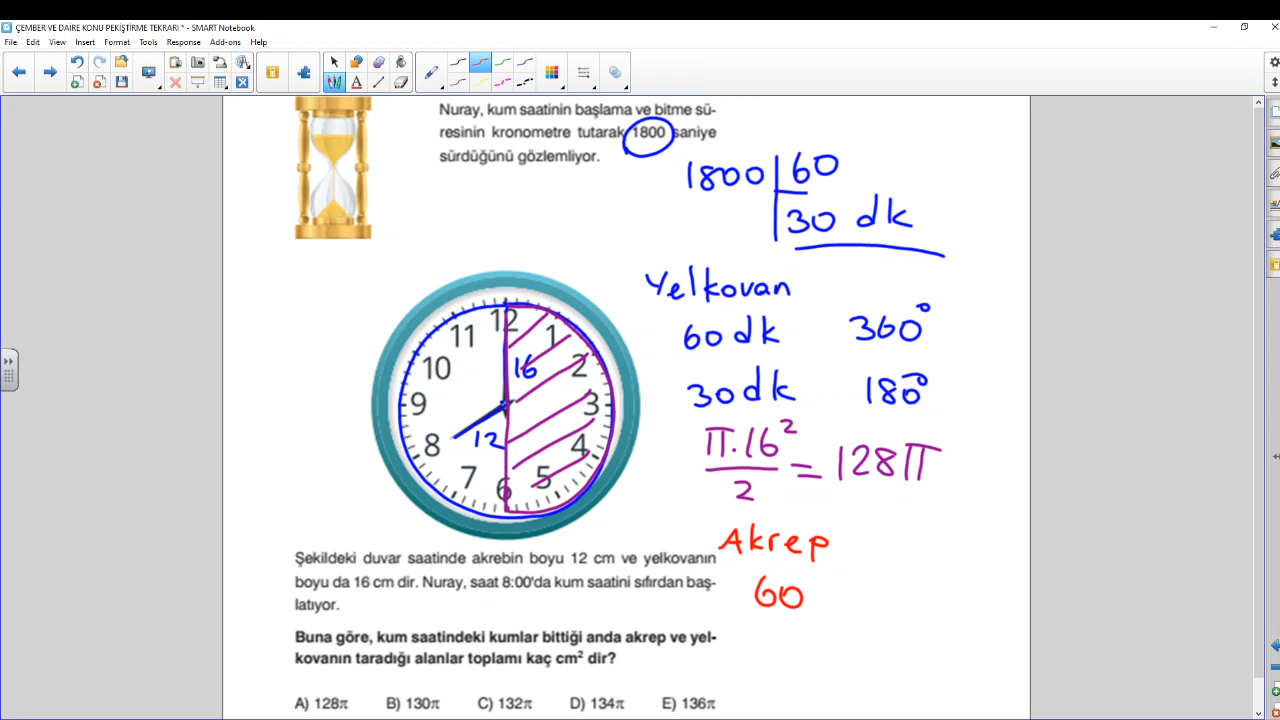 ÇEMBER VE DAİRE KONU PEKİŞTİRME TEKRARI * - SMART Notebook
File Edit View Insert Format Tools Response Add-ons Help
Nuray, kum saatinin başlama ve bitme sü-
resinin kronometre tutarak 1800 saniye
sürdüğünü gözlemliyor.
1800 60
30 dk
Yelkovan
60 dk 360°
30 dk 180°
π.16²
2
= 128π
Akrep
60
12
11 1
10 16 2
9 3
8 12 4
7 5
6
Şekildeki duvar saatinde akrebin boyu 12 cm ve yelkovanın
boyu da 16 cm dir. Nuray, saat 8:00'da kum saatini sıfırdan baş-
latıyor.
Buna göre, kum saatindeki kumlar bittiği anda akrep ve yel-
kovanın taradığı alanlar toplamı kaç cm² dir?
A) 128π B) 130π C) 132π D) 134π E) 136π